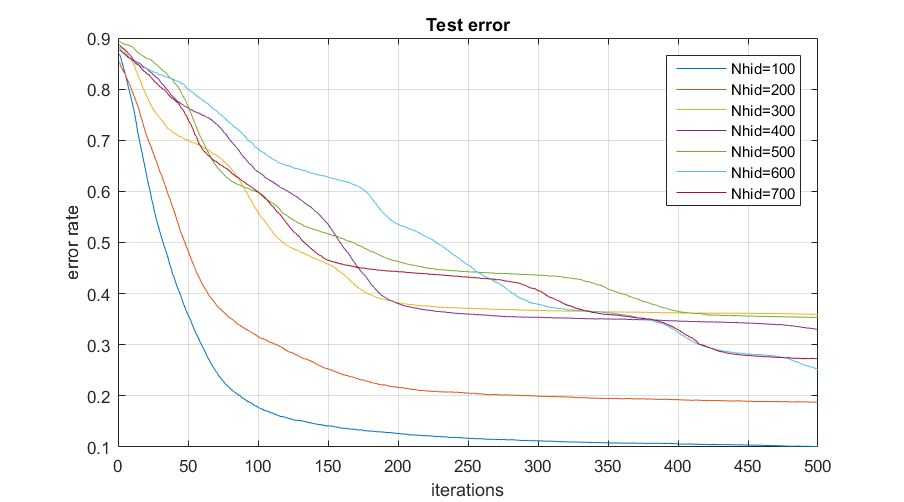 Test error
error rate
0.9
0.8
0.7
0.6
0.5
0.4
0.3
0.2
0.1
Nhid=100
Nhid=200
Nhid=300
Nhid=400
Nhid=500
Nhid=600
Nhid=700
0 50 100 150 200 250 300 350 400 450 500
iterations